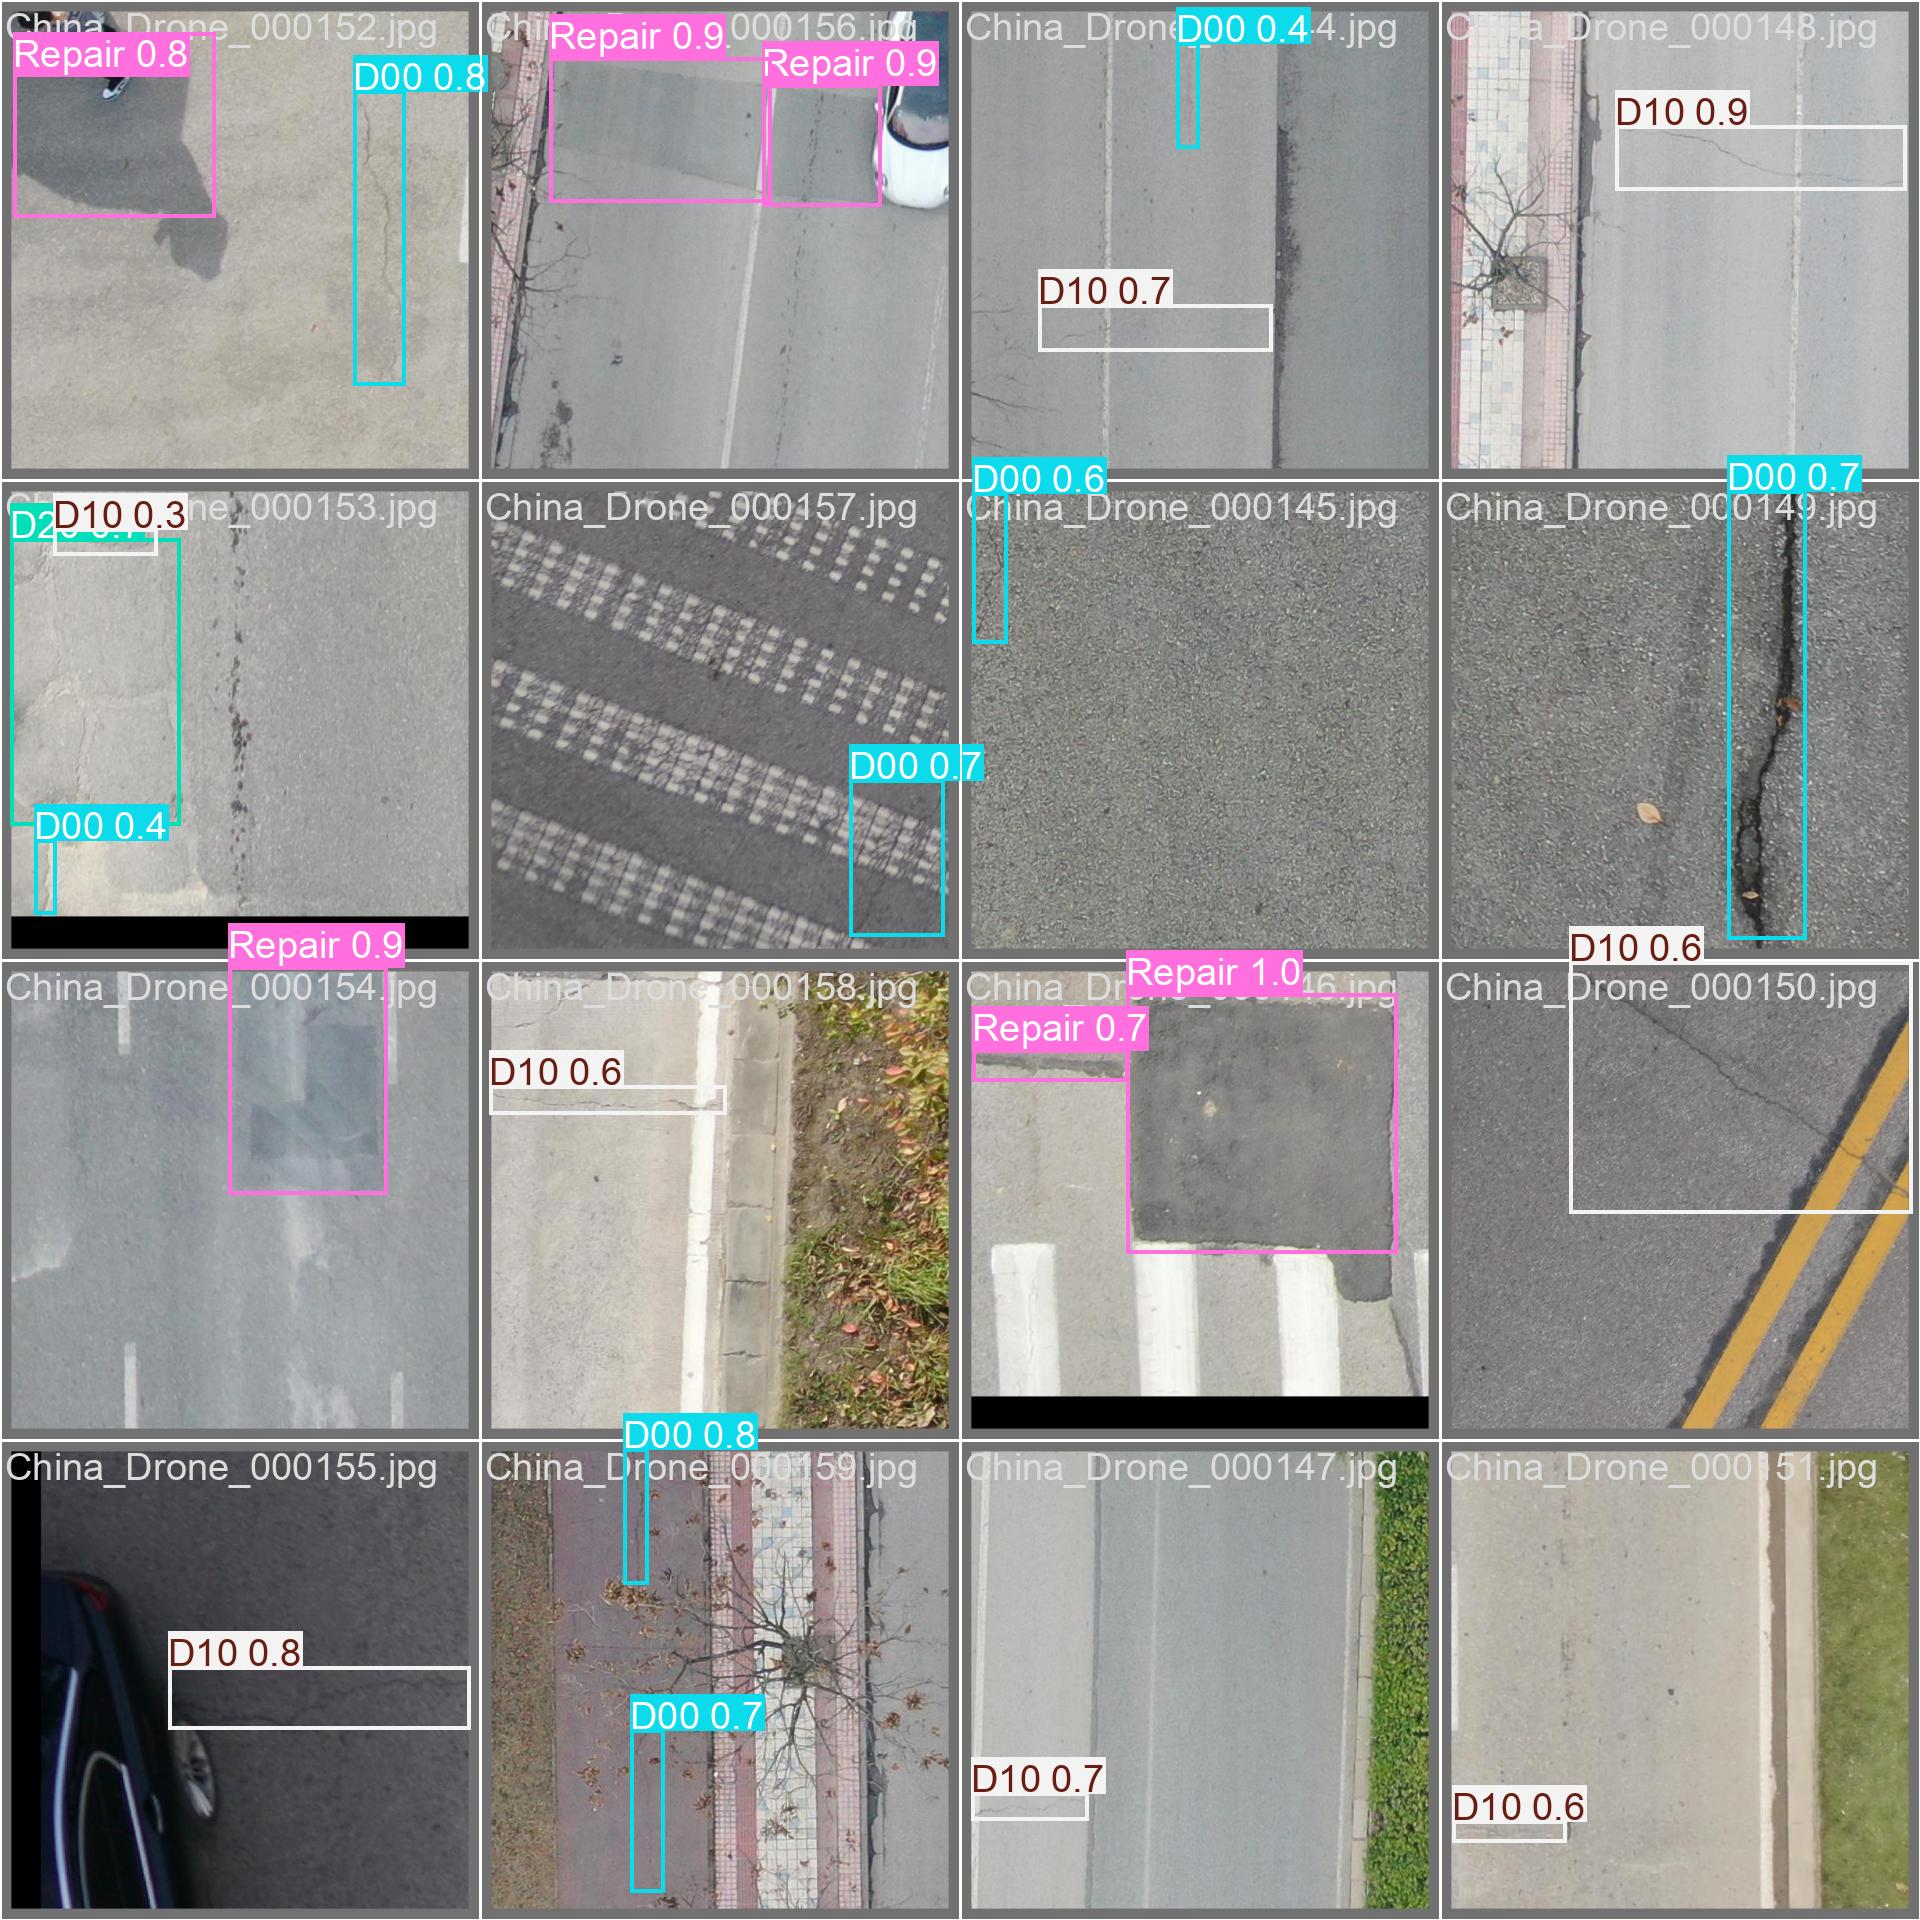 China_Drone_000152.jpg
Repair 0.8
D00 0.8
Repair 0.9
Repair 0.9
D00 0.4
D10 0.7
China_Drone_000148.jpg
D10 0.9
D10 0.3
D00 0.4
China_Drone_000157.jpg
D00 0.7
D00 0.6
China_Drone_000145.jpg
D00 0.7
China_Drone_000149.jpg
Repair 0.9
China_Drone_000154.jpg
China_Drone_000158.jpg
D10 0.6
Repair 1.0
Repair 0.7
D10 0.6
China_Drone_000150.jpg
China_Drone_000155.jpg
D10 0.8
D00 0.8
China_Drone_000159.jpg
D00 0.7
China_Drone_000147.jpg
D10 0.7
China_Drone_000151.jpg
D10 0.6